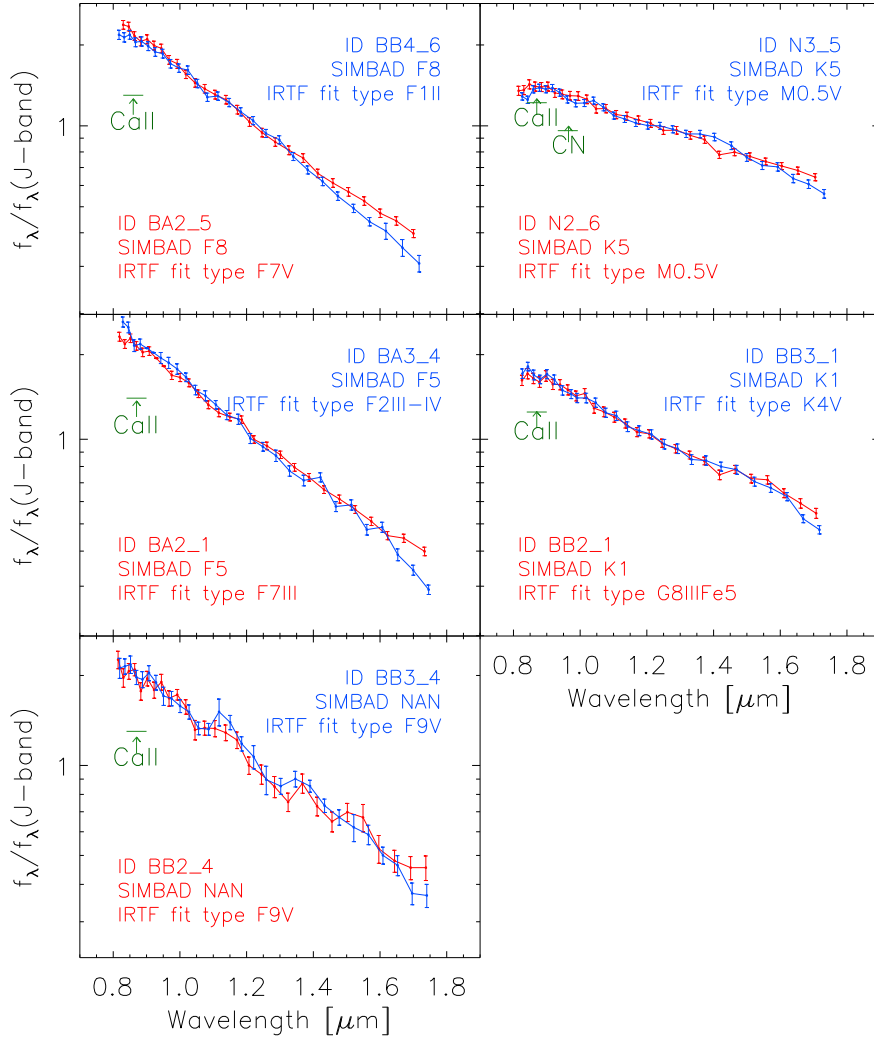 ID BB4_6
SIMBAD F8
IRTF fit type F1II
CaII
1
fλ/fλ(J-band)
ID BA2_5
SIMBAD F8
IRTF fit type F7V
ID N3_5
SIMBAD K5
IRTF fit type M0.5V
CaII
CN
ID N2_6
SIMBAD K5
IRTF fit type M0.5V
ID BA3_4
SIMBAD F5
IRTF fit type F2III-IV
CaII
1
fλ/fλ(J-band)
ID BA2_1
SIMBAD F5
IRTF fit type F7III
ID BB3_1
SIMBAD K1
IRTF fit type K4V
CaII
ID BB2_1
SIMBAD K1
IRTF fit type G8IIIFe5
0.8 1.0 1.2 1.4 1.6 1.8
Wavelength [μm]
ID BB3_4
SIMBAD NAN
IRTF fit type F9V
CaII
1
fλ/fλ(J-band)
ID BB2_4
SIMBAD NAN
IRTF fit type F9V
0.8 1.0 1.2 1.4 1.6 1.8
Wavelength [μm]